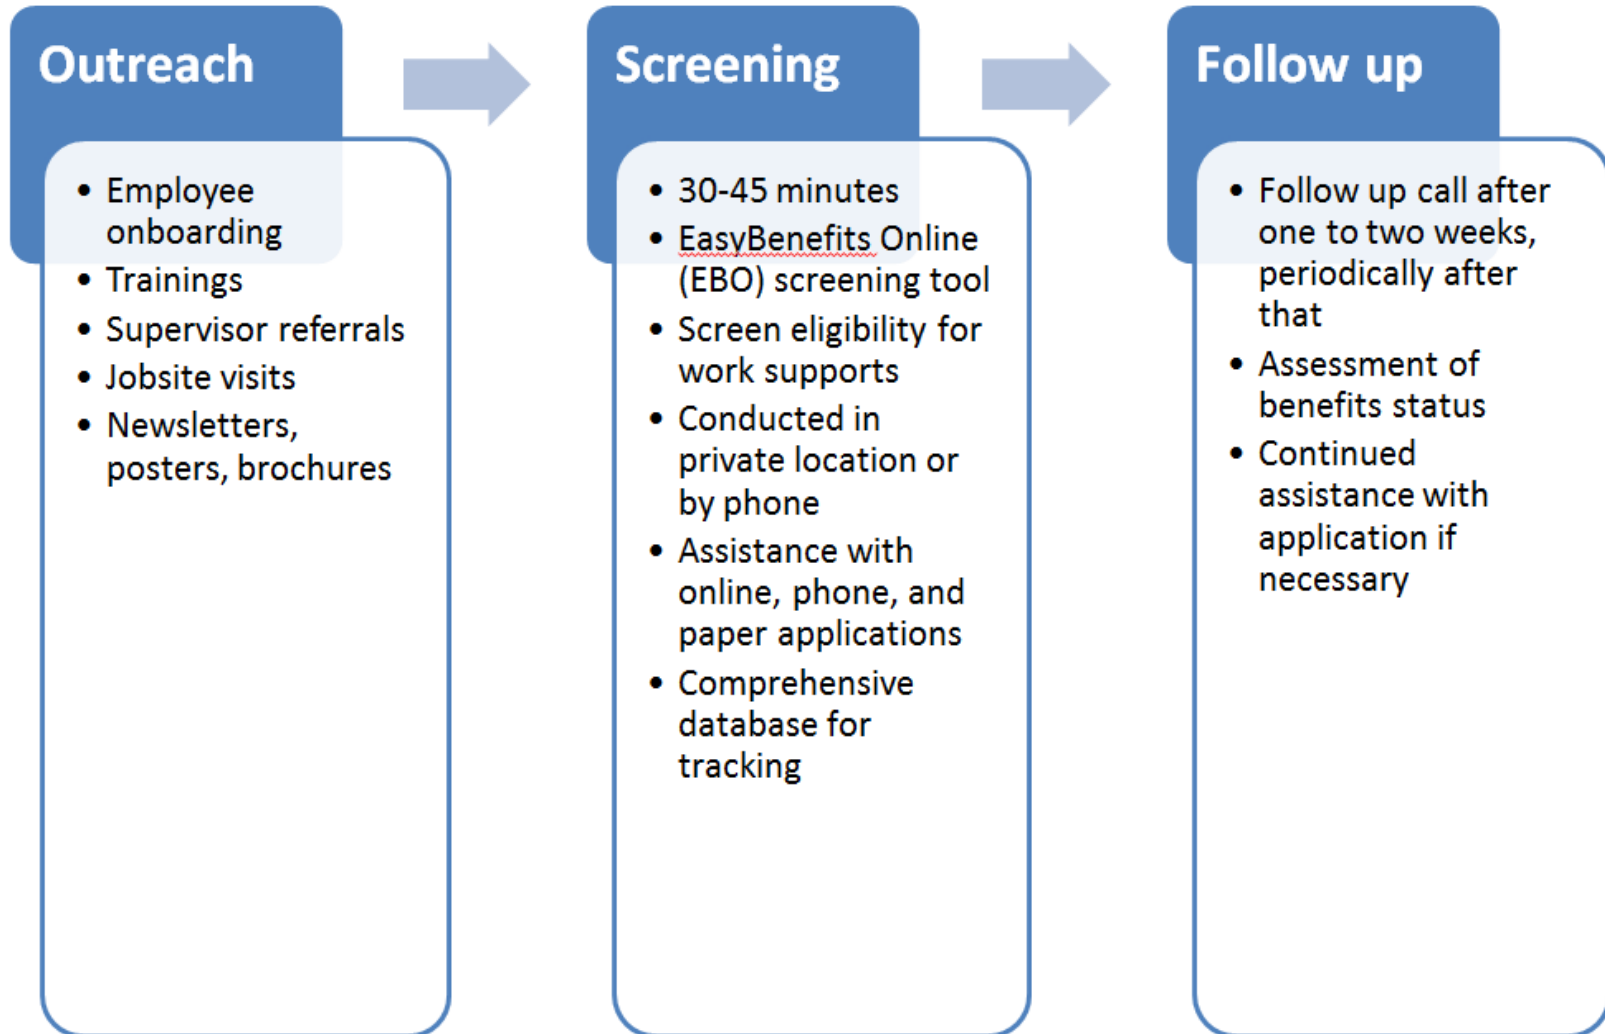 Outreach
• Employee
onboarding
• Trainings
• Supervisor referrals
• Jobsite visits
• Newsletters,
posters, brochures
Screening
• 30-45 minutes
• EasyBenefits Online
(EBO) screening tool
• Screen eligibility for
work supports
• Conducted in
private location or
by phone
• Assistance with
online, phone, and
paper applications
• Comprehensive
database for
tracking
Follow up
• Follow up call after
one to two weeks,
periodically after
that
• Assessment of
benefits status
• Continued
assistance with
application if
necessary